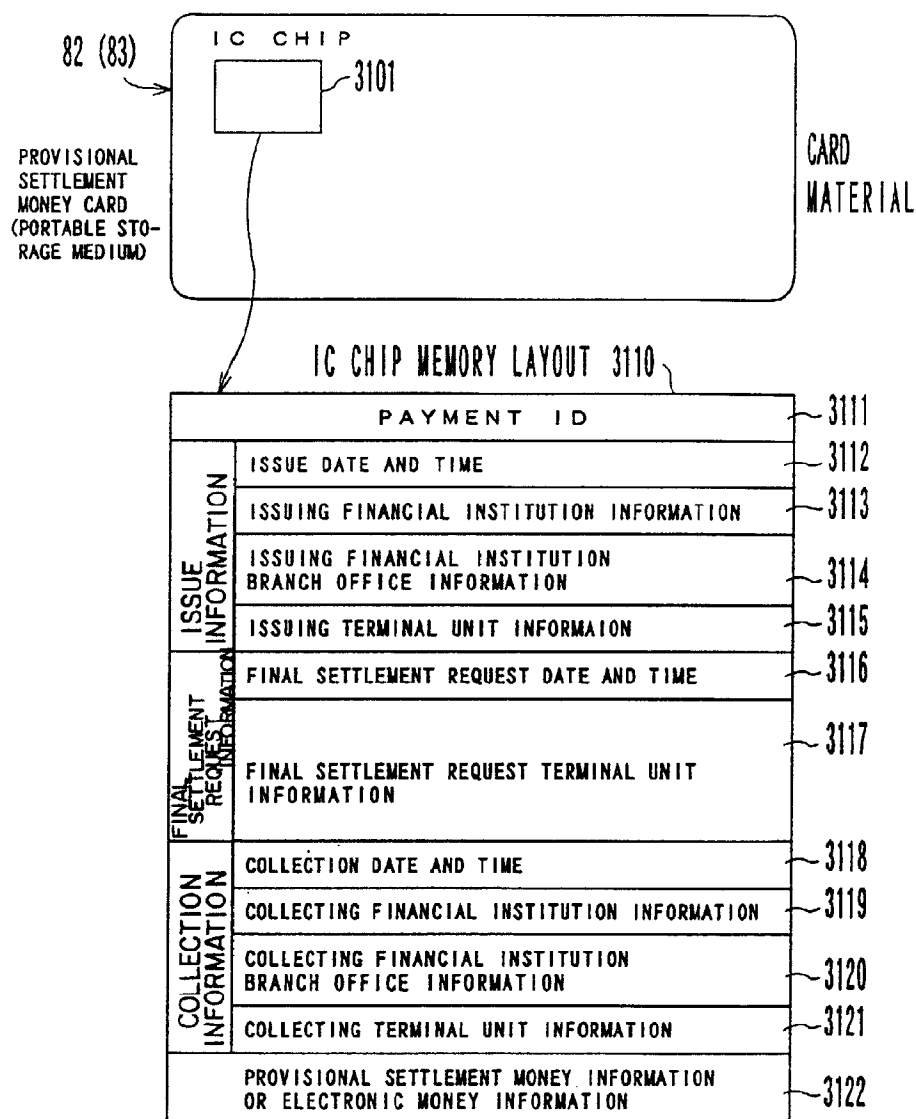 IC CHIP
82 (83)
3101
PROVISIONAL
SETTLEMENT
MONEY CARD
(PORTABLE STO-
RAGE MEDIUM)
CARD
MATERIAL
IC CHIP MEMORY LAYOUT 3110
PAYMENT ID
3111
ISSUE
INFORMATION
ISSUE DATE AND TIME
3112
ISSUING FINANCIAL INSTITUTION INFORMATION
3113
ISSUING FINANCIAL INSTITUTION
BRANCH OFFICE INFORMATION
3114
ISSUING TERMINAL UNIT INFORMAION
3115
FINAL
SETTLEMENT
REQUEST
INFORMATION
FINAL SETTLEMENT REQUEST DATE AND TIME
3116
FINAL SETTLEMENT REQUEST TERMINAL UNIT
INFORMATION
3117
COLLECTION
INFORMATION
COLLECTION DATE AND TIME
3118
COLLECTING FINANCIAL INSTITUTION INFORMATION
3119
COLLECTING FINANCIAL INSTITUTION
BRANCH OFFICE INFORMATION
3120
COLLECTING TERMINAL UNIT INFORMATION
3121
PROVISIONAL SETTLEMENT MONEY INFORMATION
OR ELECTRONIC MONEY INFORMATION
3122